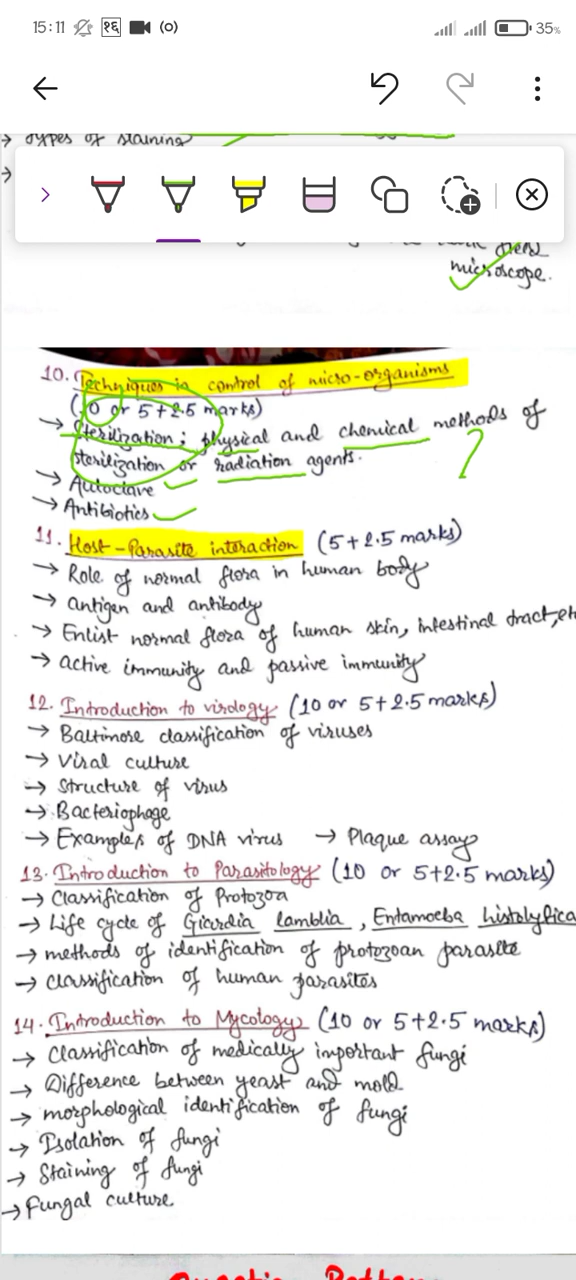 15:11 १६ 35%
→ Types of staining
→
field
microscope.
10. Techniques in control of micro-organisms
(10 or 5+2.5 marks)
→ Sterilization; physical and chemical methods of
sterilization or radiation agents. ?
→ Autoclave
→ Antibiotics
11. Host-Parasite interaction (5+2.5 marks)
→ Role of normal flora in human body
→ antigen and antibody
→ Enlist normal flora of human skin, intestinal tract, etc
→ active immunity and passive immunity
12. Introduction to virology (10 or 5+2.5 marks)
→ Baltimore classification of viruses
→ Viral culture
→ Structure of virus
→ Bacteriophage
→ Examples of DNA virus → Plaque assay
13. Introduction to Parasitology (10 or 5+2.5 marks)
→ Classification of Protozoa
→ Life cycle of Giardia lamblia, Entamoeba histolytica
→ methods of identification of protozoan parasite
→ classification of human parasites
14. Introduction to Mycology (10 or 5+2.5 marks)
→ Classification of medically important fungi
→ Difference between yeast and mold
→ morphological identification of fungi
→ Isolation of fungi
→ Staining of fungi
→ Fungal culture
Question Pattern